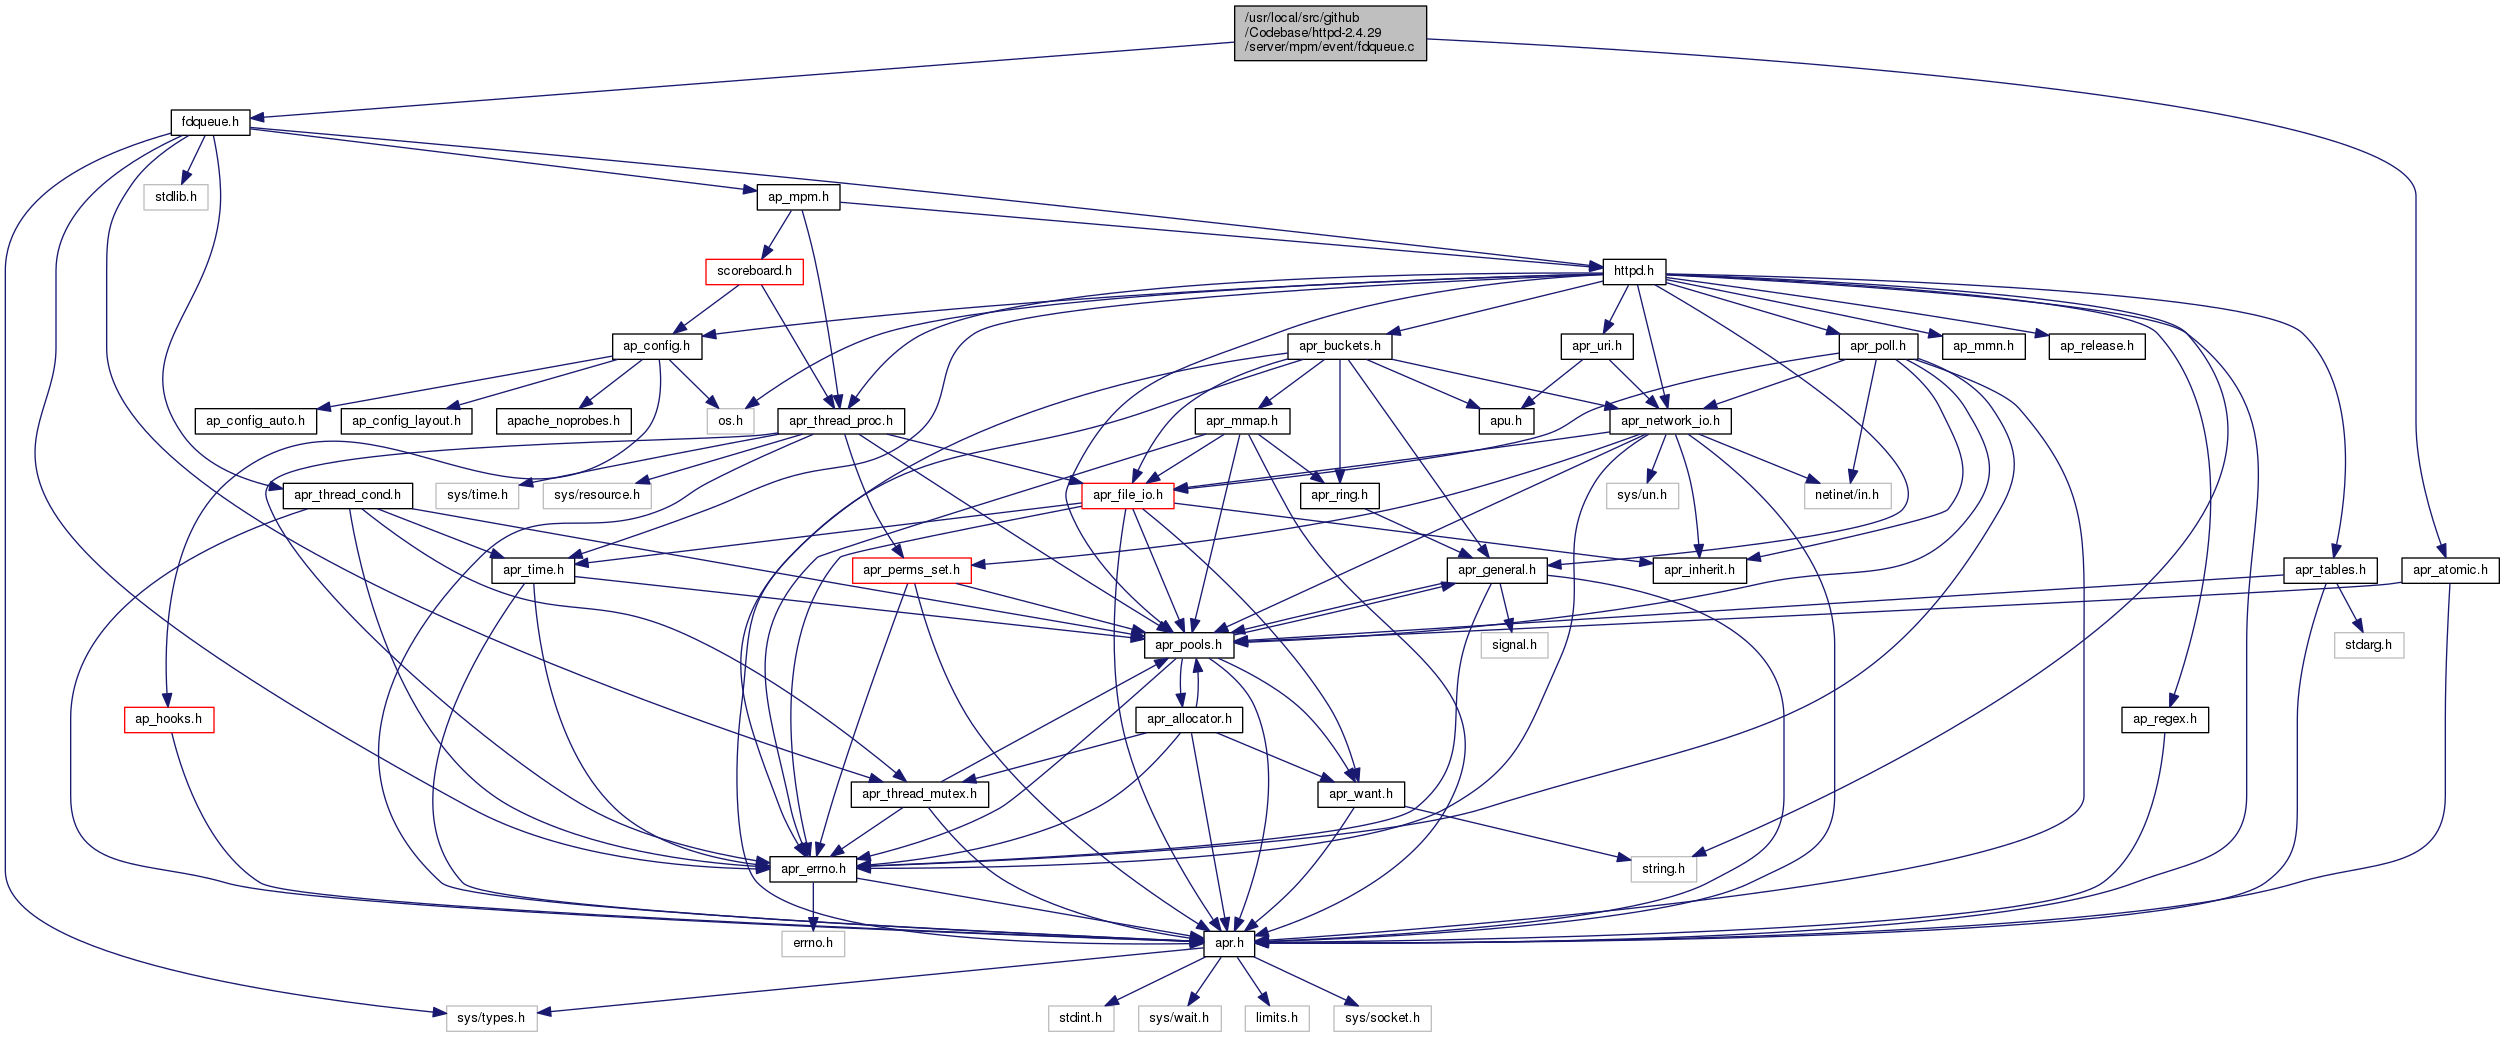 /usr/local/src/github
/Codebase/httpd-2.4.29
/server/mpm/event/fdqueue.c
fdqueue.h
stdlib.h
ap_mpm.h
scoreboard.h
httpd.h
ap_config.h
apr_buckets.h
apr_uri.h
apr_poll.h
ap_mmn.h
ap_release.h
ap_config_auto.h
ap_config_layout.h
apache_noprobes.h
os.h
apr_thread_proc.h
apr_mmap.h
apu.h
apr_network_io.h
apr_thread_cond.h
sys/time.h
sys/resource.h
apr_file_io.h
apr_ring.h
sys/un.h
netinet/in.h
apr_time.h
apr_perms_set.h
apr_general.h
apr_inherit.h
apr_tables.h
apr_atomic.h
apr_pools.h
signal.h
stdarg.h
ap_hooks.h
apr_allocator.h
ap_regex.h
apr_thread_mutex.h
apr_want.h
apr_errno.h
string.h
errno.h
apr.h
sys/types.h
stdint.h
sys/wait.h
limits.h
sys/socket.h